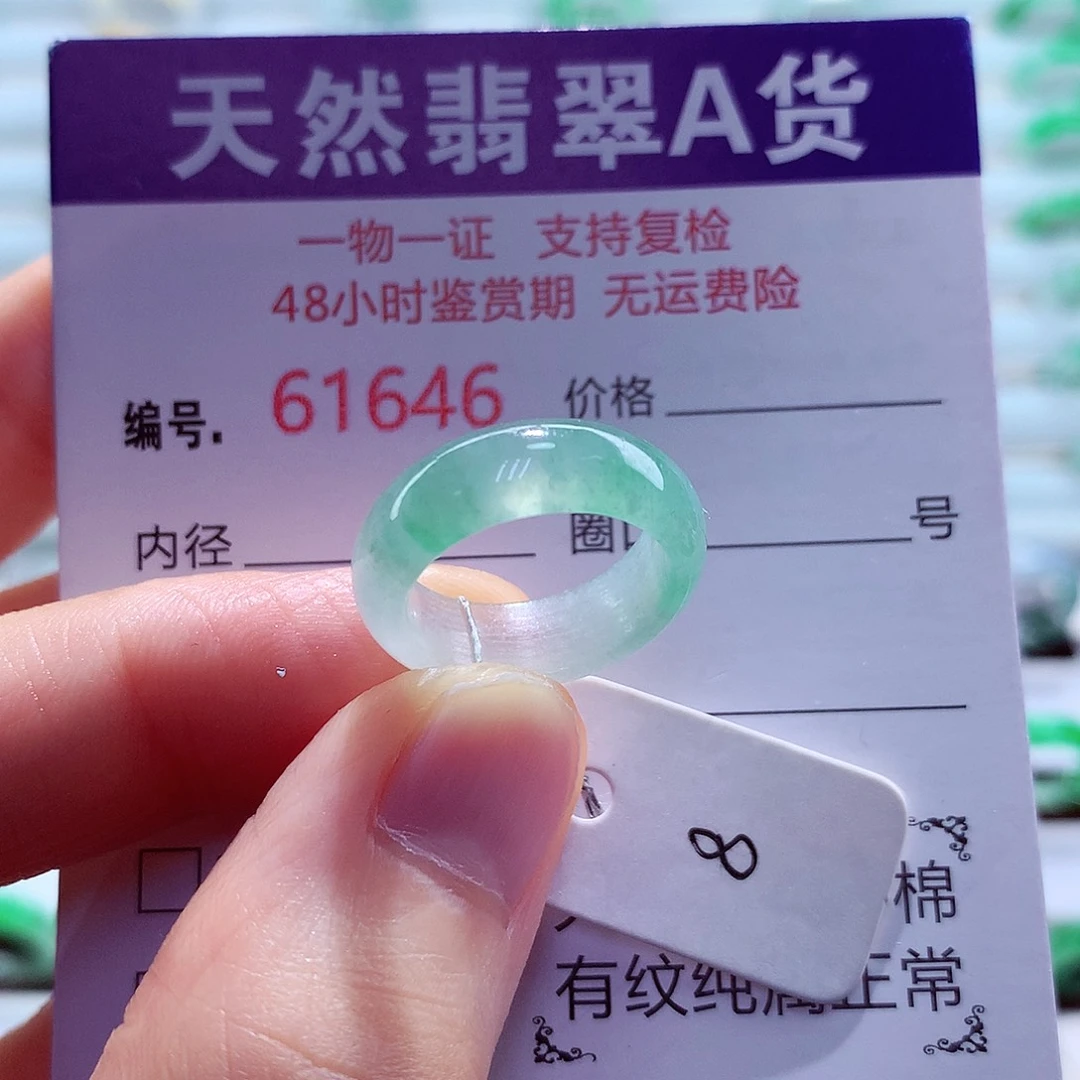 天然翡翠A货
一物一证 支持复检
48小时鉴赏期 无运费险
编号. 61646 价格
内径 圈 号
8
棉
有纹纯属正常